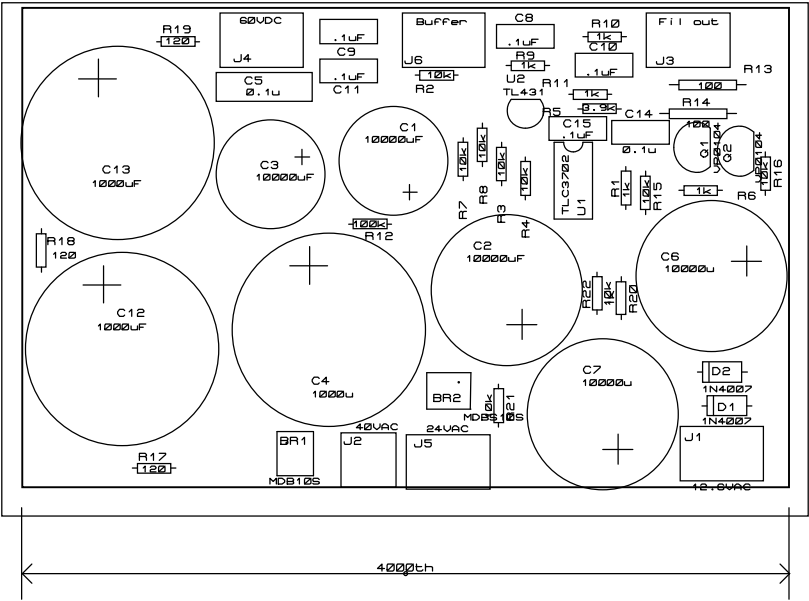 R19
120
60VDC
J4
.1uF
C9
.1uF
C11
C5
0.1u
Buffer
J6
10k
R2
C8
.1uF
R9
1k
U2
TL431
R10
1k
C10
.1uF
R11
1k
3.9k
R5
Fil out
J3
R13
100
R14
100
C15
.1uF
C14
0.1u
Q1
VP0104
Q2
VP0104
10k
R16
C13
1000uF
C3
10000uF
C1
10000uF
10k
R7
10k
R8
10k
R3
10k
R4
TLC3702
U1
R1
1k
10k
R15
1k
R6
100k
R12
R18
120
C2
10000uF
C6
10000u
R22
10k
R20
C12
1000uF
C4
1000u
C7
10000u
D2
1N4007
D1
1N4007
BR2
MDBS10S
R21
BR1
MDB10S
40VAC
J2
24VAC
J5
J1
12.6VAC
R17
120
4000th